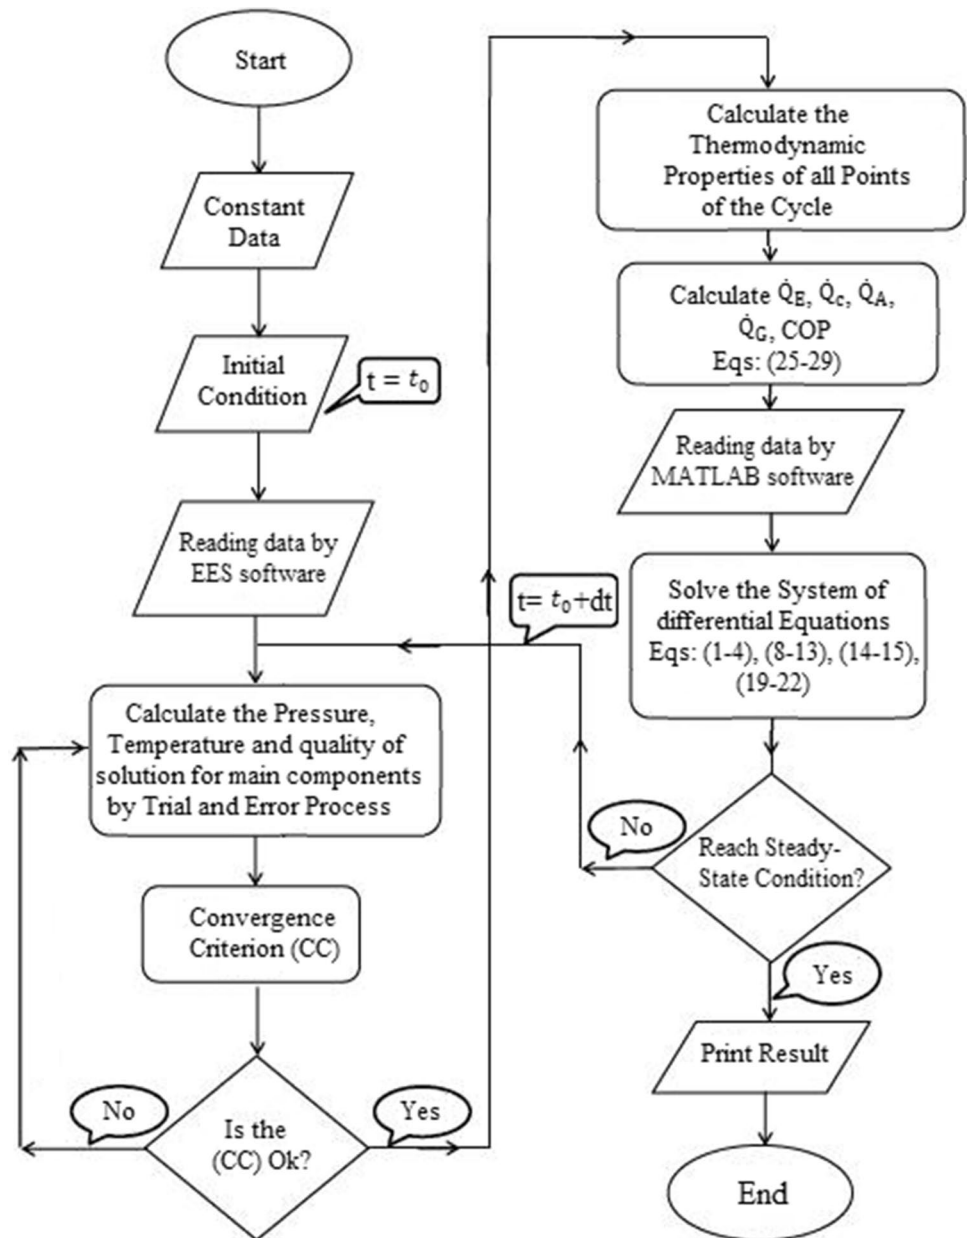 Start
Constant
Data
Initial
Condition
t = t₀
Reading data by
EES software
Calculate the Pressure,
Temperature and quality of
solution for main components
by Trial and Error Process
Convergence
Criterion (CC)
Is the
(CC) Ok?
No
Yes
Calculate the
Thermodynamic
Properties of all Points
of the Cycle
Calculate Q̇E, Q̇c, Q̇A,
Q̇G, COP
Eqs: (25-29)
Reading data by
MATLAB software
Solve the System of
differential Equations
Eqs: (1-4), (8-13), (14-15),
(19-22)
Reach Steady-
State Condition?
No
t= t₀+dt
Yes
Print Result
End